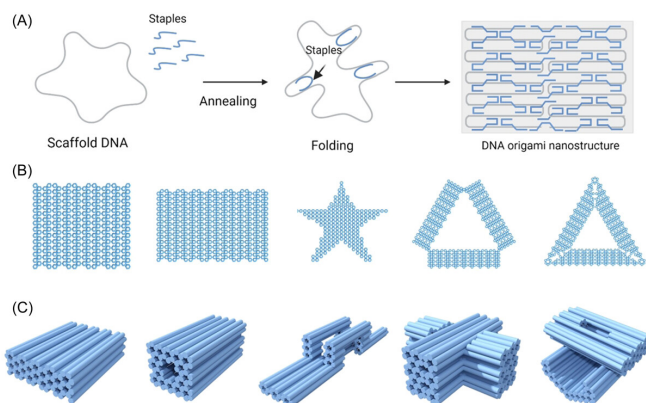 (A)
Staples
Staples
Annealing
Scaffold DNA
Folding
DNA origami nanostructure
(B)
(C)